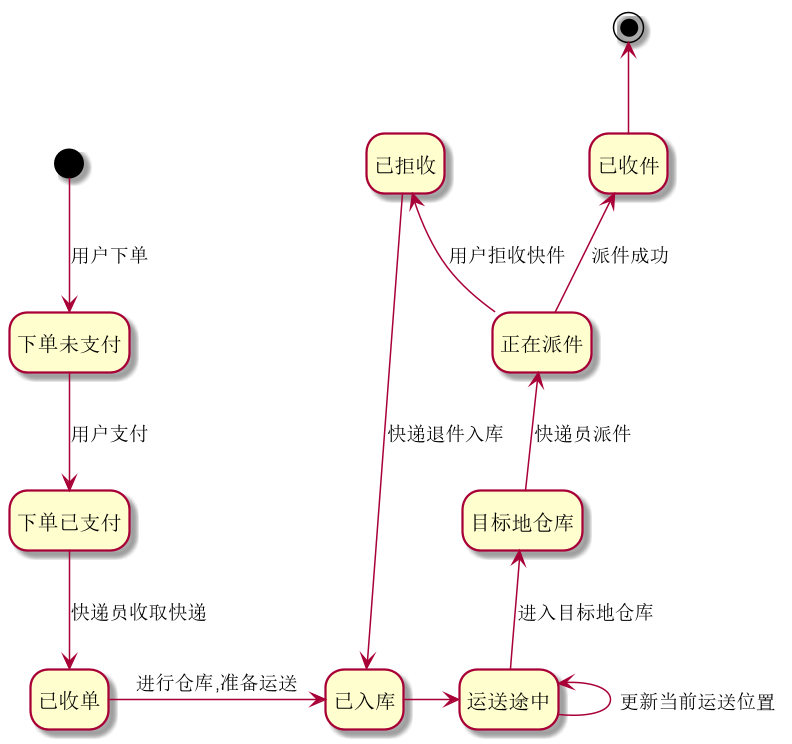 已拒收
已收件
用户下单
用户拒收快件
派件成功
下单未支付
正在派件
用户支付
快递退件入库
快递员派件
下单已支付
目标地仓库
快递员收取快递
进入目标地仓库
进行仓库,准备运送
已收单
已入库
运送途中
更新当前运送位置